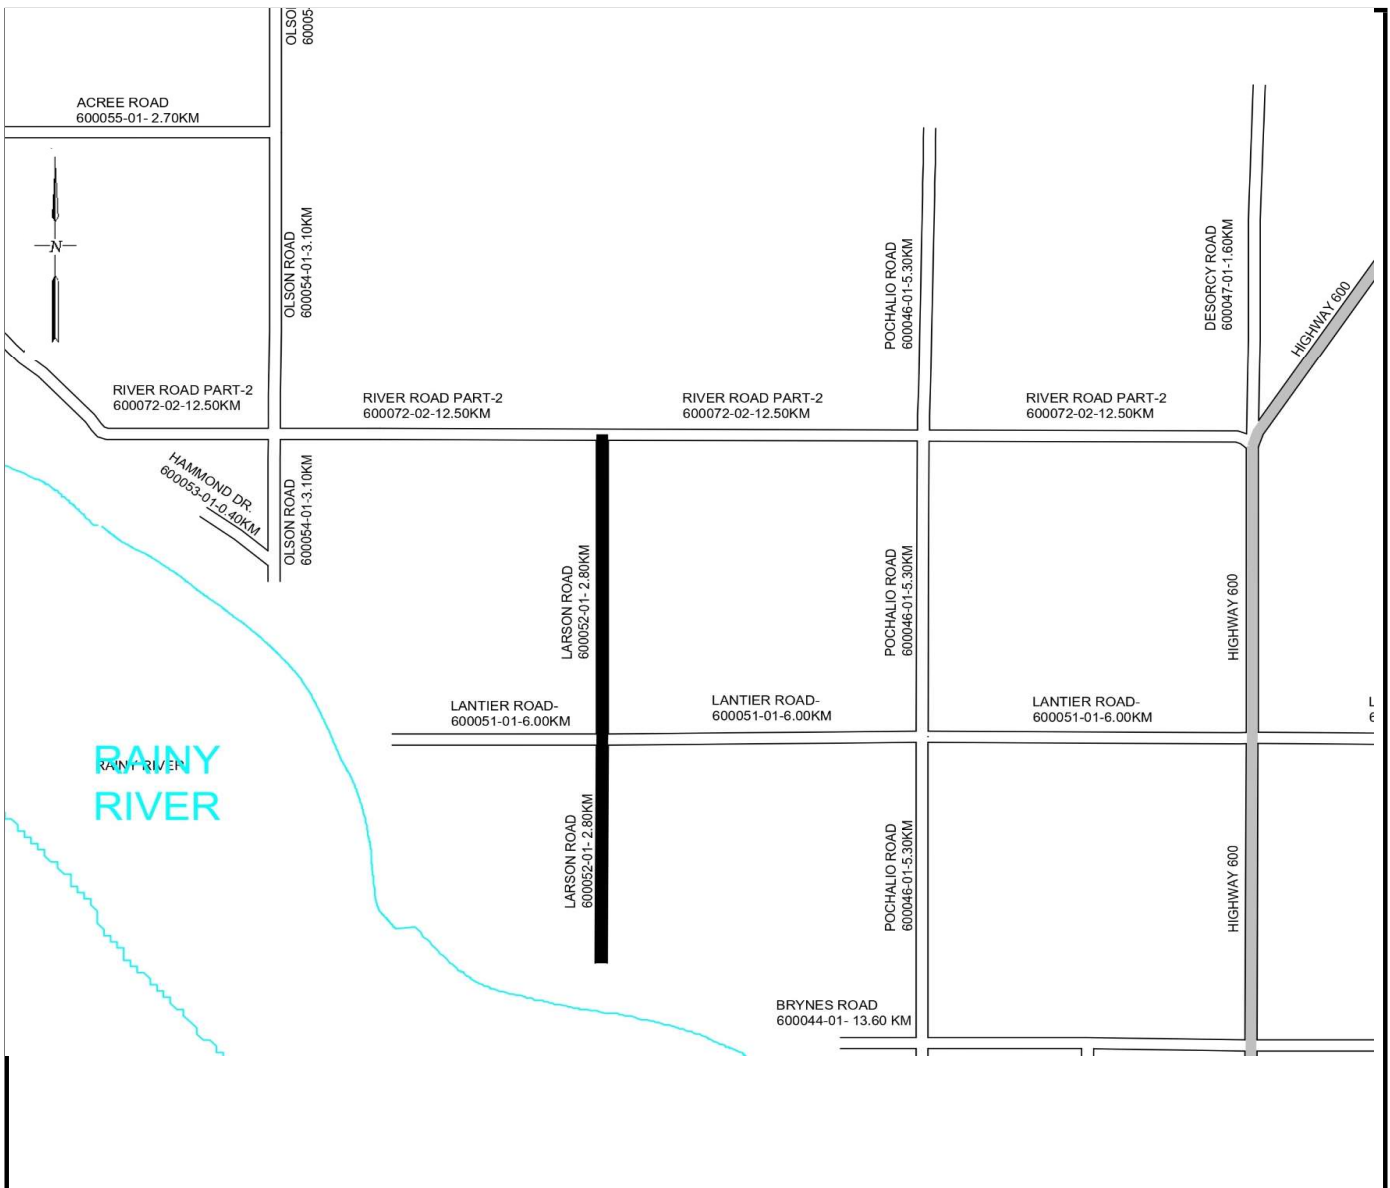 OLSO
60005
ACREE ROAD
600055-01- 2.70KM
N
OLSON ROAD
600054-01-3.10KM
POCHALIO ROAD
600046-01-5.30KM
DESORCY ROAD
600047-01-1.60KM
HIGHWAY 600
RIVER ROAD PART-2
600072-02-12.50KM
RIVER ROAD PART-2
600072-02-12.50KM
RIVER ROAD PART-2
600072-02-12.50KM
RIVER ROAD PART-2
600072-02-12.50KM
HAMMOND DR.
600053-01-0.40KM
OLSON ROAD
600054-01-3.10KM
LARSON ROAD
600052-01- 2.80KM
POCHALIO ROAD
600046-01-5.30KM
HIGHWAY 600
LANTIER ROAD-
600051-01-6.00KM
LANTIER ROAD-
600051-01-6.00KM
LANTIER ROAD-
600051-01-6.00KM
L
6
RAINY
RIVER
RAINY RIVER
LARSON ROAD
600052-01- 2.80KM
POCHALIO ROAD
600046-01-5.30KM
HIGHWAY 600
BRYNES ROAD
600044-01- 13.60 KM